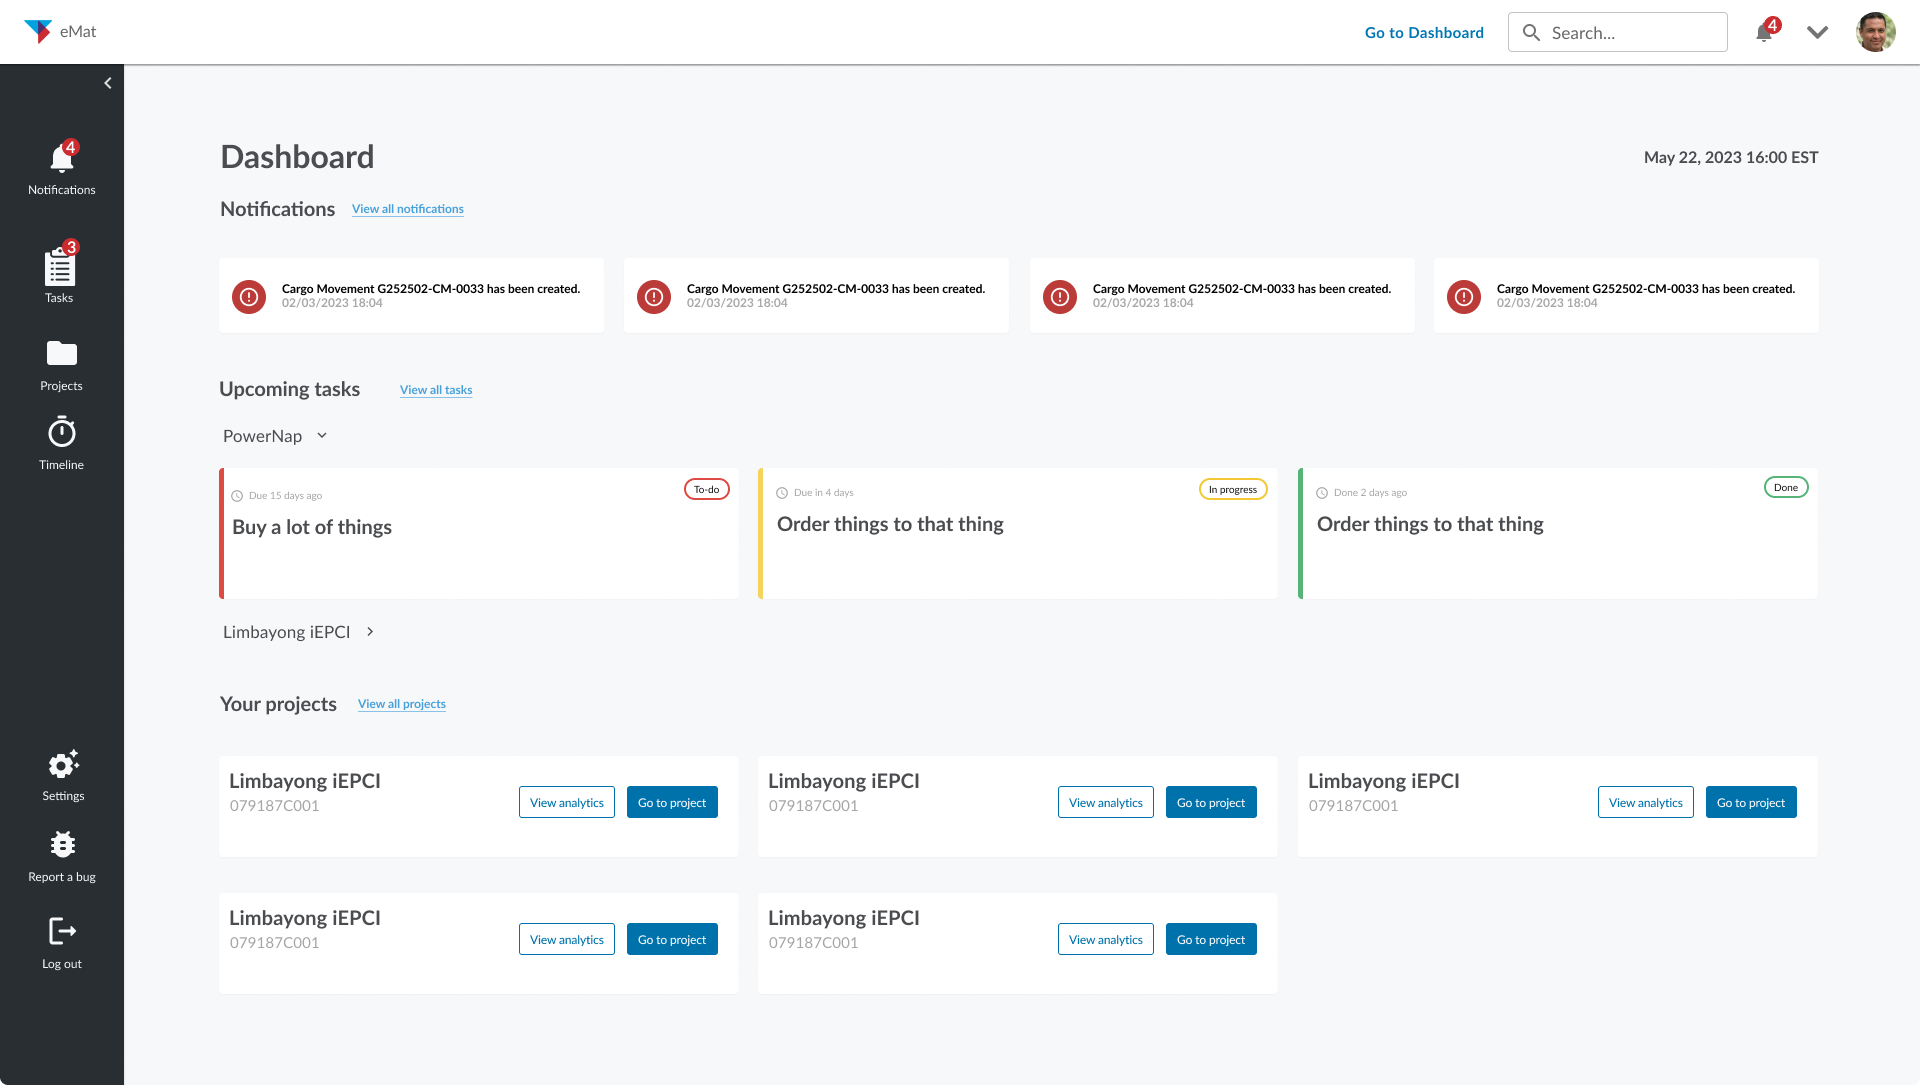 eMat
Go to Dashboard
Search...
4
4
Notifications
3
Tasks
Projects
Timeline
Settings
Report a bug
Log out
Dashboard
May 22, 2023 16:00 EST
Notifications View all notifications
Cargo Movement G252502-CM-0033 has been created.
02/03/2023 18:04
Cargo Movement G252502-CM-0033 has been created.
02/03/2023 18:04
Cargo Movement G252502-CM-0033 has been created.
02/03/2023 18:04
Cargo Movement G252502-CM-0033 has been created.
02/03/2023 18:04
Upcoming tasks View all tasks
PowerNap
Due 15 days ago
To-do
Buy a lot of things
Due in 4 days
In progress
Order things to that thing
Done 2 days ago
Done
Order things to that thing
Limbayong iEPCI
Your projects View all projects
Limbayong iEPCI
079187C001
View analytics
Go to project
Limbayong iEPCI
079187C001
View analytics
Go to project
Limbayong iEPCI
079187C001
View analytics
Go to project
Limbayong iEPCI
079187C001
View analytics
Go to project
Limbayong iEPCI
079187C001
View analytics
Go to project